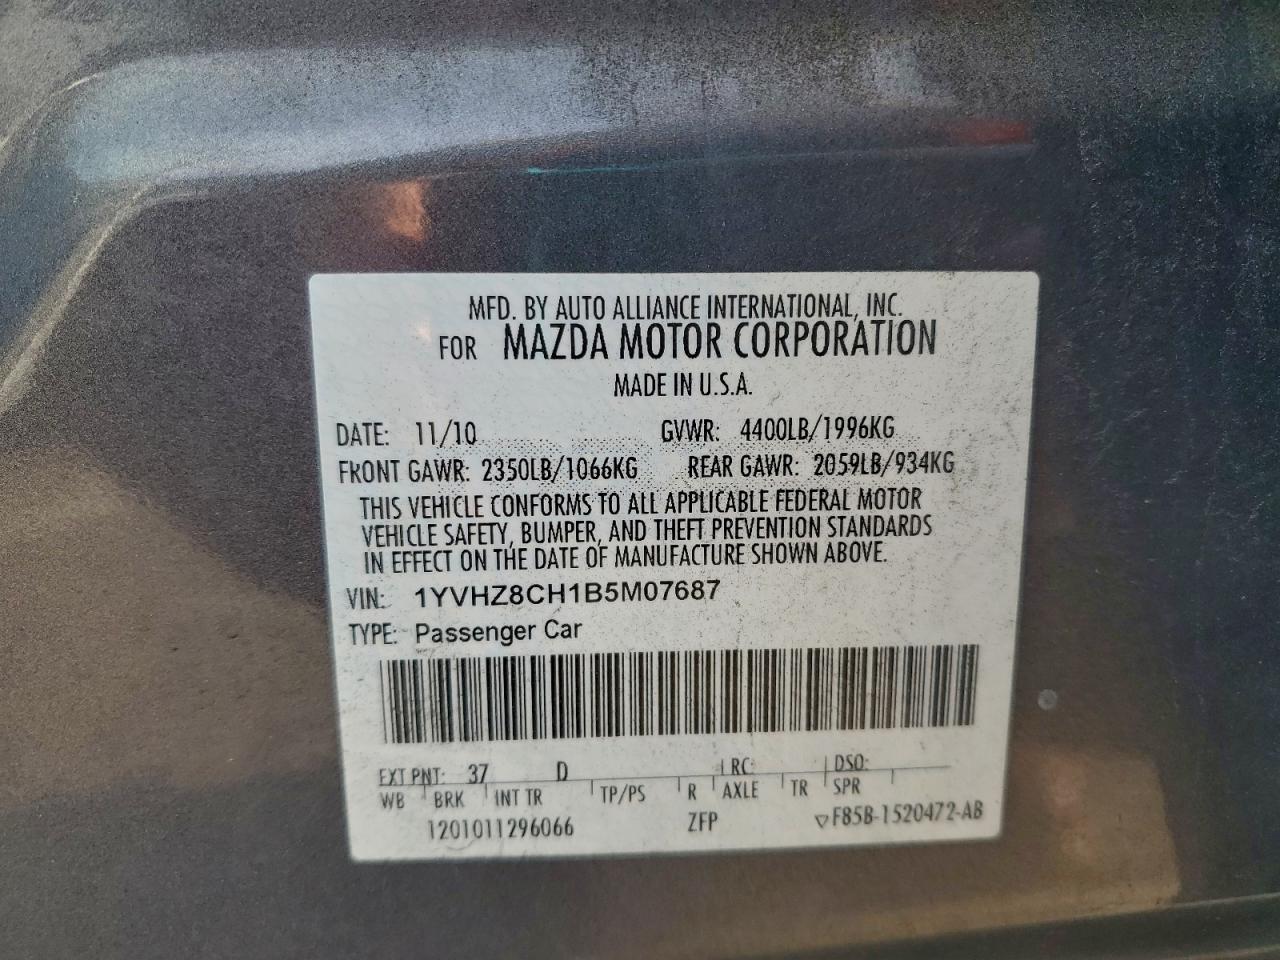 MFD. BY AUTO ALLIANCE INTERNATIONAL, INC.
FOR MAZDA MOTOR CORPORATION
MADE IN U.S.A.
DATE: 11/10 GVWR: 4400LB/1996KG
FRONT GAWR: 2350LB/1066KG REAR GAWR: 2059LB/934KG
THIS VEHICLE CONFORMS TO ALL APPLICABLE FEDERAL MOTOR
VEHICLE SAFETY, BUMPER, AND THEFT PREVENTION STANDARDS
IN EFFECT ON THE DATE OF MANUFACTURE SHOWN ABOVE.
VIN: 1YVHZ8CH1B5M07687
TYPE: Passenger Car
EXT PNT: 37 D RC: DSO:
WB BRK INT TR TP/PS R AXLE TR SPR
1201011296066 ZFP ▽F85B-1520472-AB